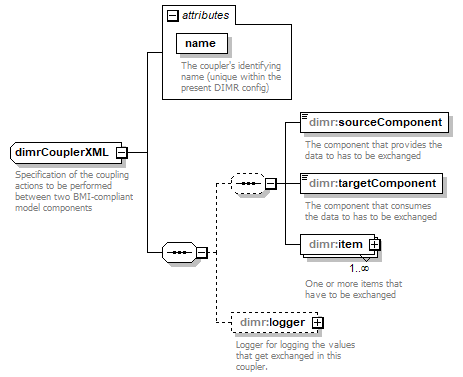 attributes
name
The coupler's identifying
name (unique within the
present DIMR config)
dimrCouplerXML
Specification of the coupling
actions to be performed
between two BMI-compliant
model components
dimr:sourceComponent
The component that provides the
data to has to be exchanged
dimr:targetComponent
The component that consumes
the data to has to be exchanged
dimr:item
1..∞
One or more items that
have to be exchanged
dimr:logger
Logger for logging the values
that get exchanged in this
coupler.